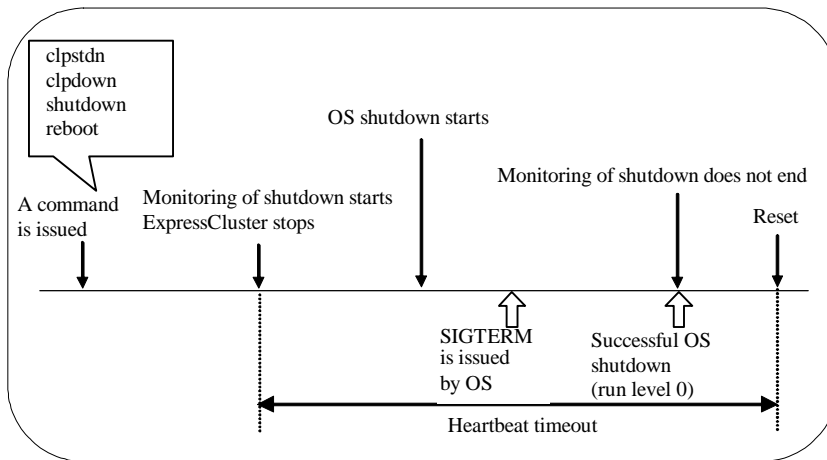 clpstdn
clpdown
shutdown
reboot
OS shutdown starts
Monitoring of shutdown does not end
A command
is issued
Monitoring of shutdown starts
ExpressCluster stops
Reset
SIGTERM
is issued
by OS
Successful OS
shutdown
(run level 0)
Heartbeat timeout